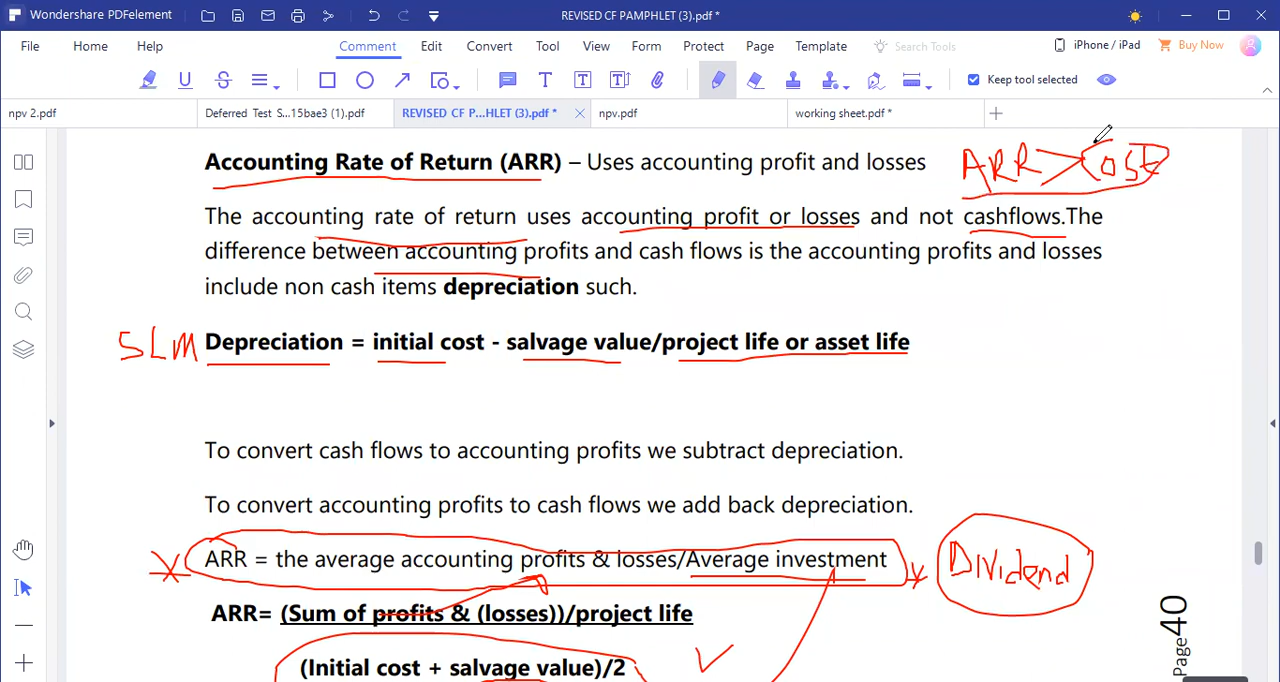 Wondershare PDFelement
REVISED CF PAMPHLET (3).pdf *
File Home Help Comment Edit Convert Tool View Form Protect Page Template Search Tools iPhone / iPad Buy Now
Keep tool selected
npv 2.pdf Deferred Test S...15bae3 (1).pdf REVISED CF P...HLET (3).pdf * npv.pdf working sheet.pdf *
Accounting Rate of Return (ARR) – Uses accounting profit and losses ARR > COST
The accounting rate of return uses accounting profit or losses and not cashflows.The
difference between accounting profits and cash flows is the accounting profits and losses
include non cash items depreciation such.
SLM Depreciation = initial cost - salvage value/project life or asset life
To convert cash flows to accounting profits we subtract depreciation.
To convert accounting profits to cash flows we add back depreciation.
ARR = the average accounting profits & losses/Average investment Dividend
ARR= (Sum of profits & (losses))/project life
(Initial cost + salvage value)/2
Page40